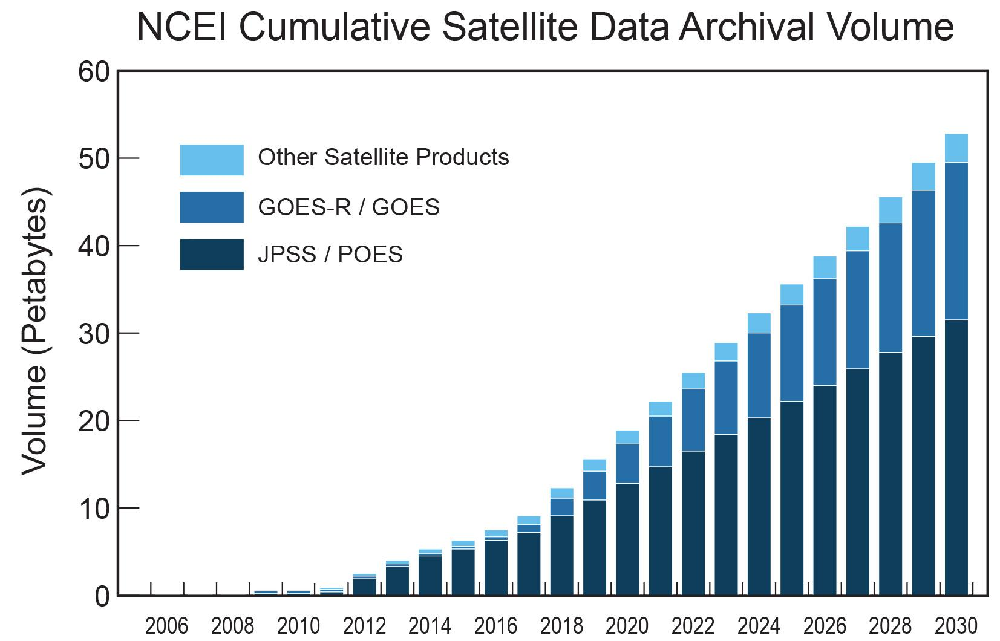 NCEI Cumulative Satellite Data Archival Volume
60
50
40
30
20
10
0
Volume (Petabytes)
Other Satellite Products
GOES-R / GOES
JPSS / POES
2006 2008 2010 2012 2014 2016 2018 2020 2022 2024 2026 2028 2030